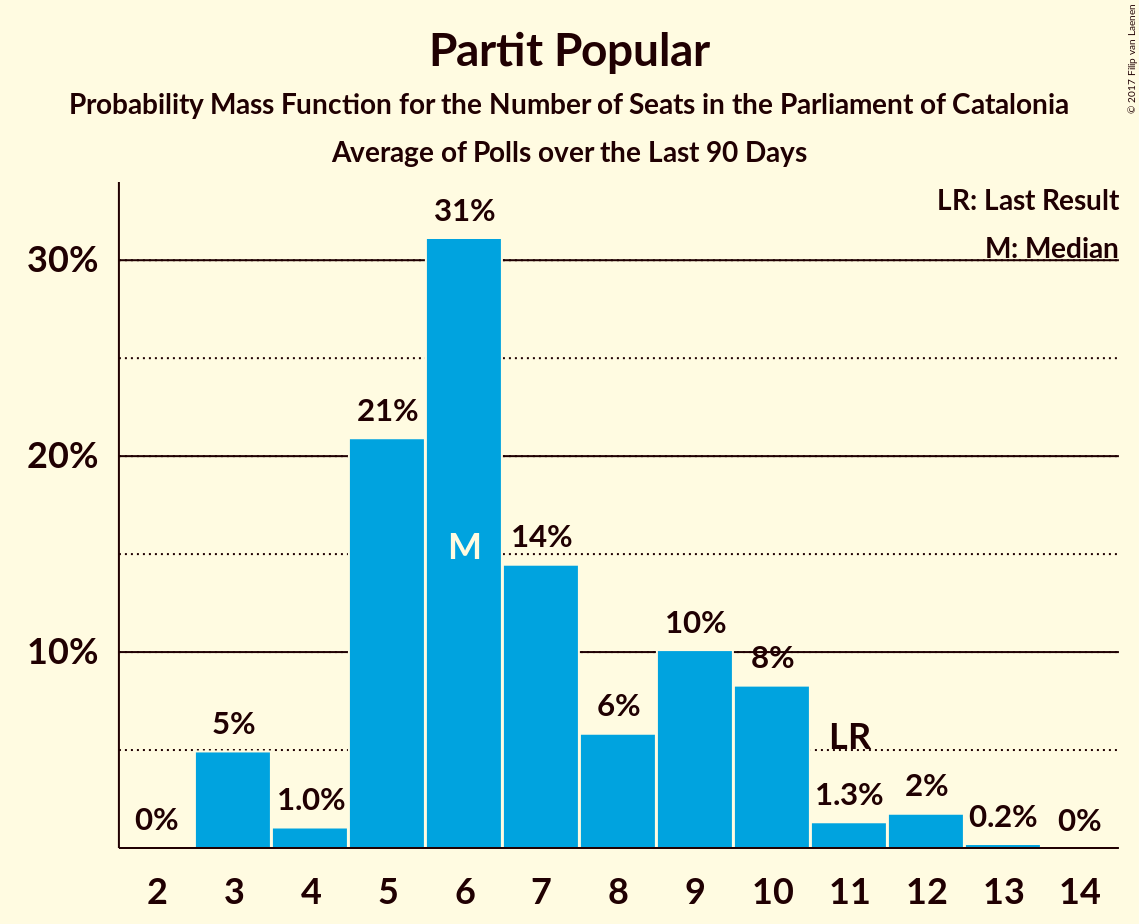 Partit Popular
Probability Mass Function for the Number of Seats in the Parliament of Catalonia
Average of Polls over the Last 90 Days
© 2017 Filip van Laenen
LR: Last Result
M: Median
30%
20%
10%
0%
5%
1.0%
21%
31%
M
14%
6%
10%
8%
LR
1.3%
2%
0.2%
0%
2 3 4 5 6 7 8 9 10 11 12 13 14